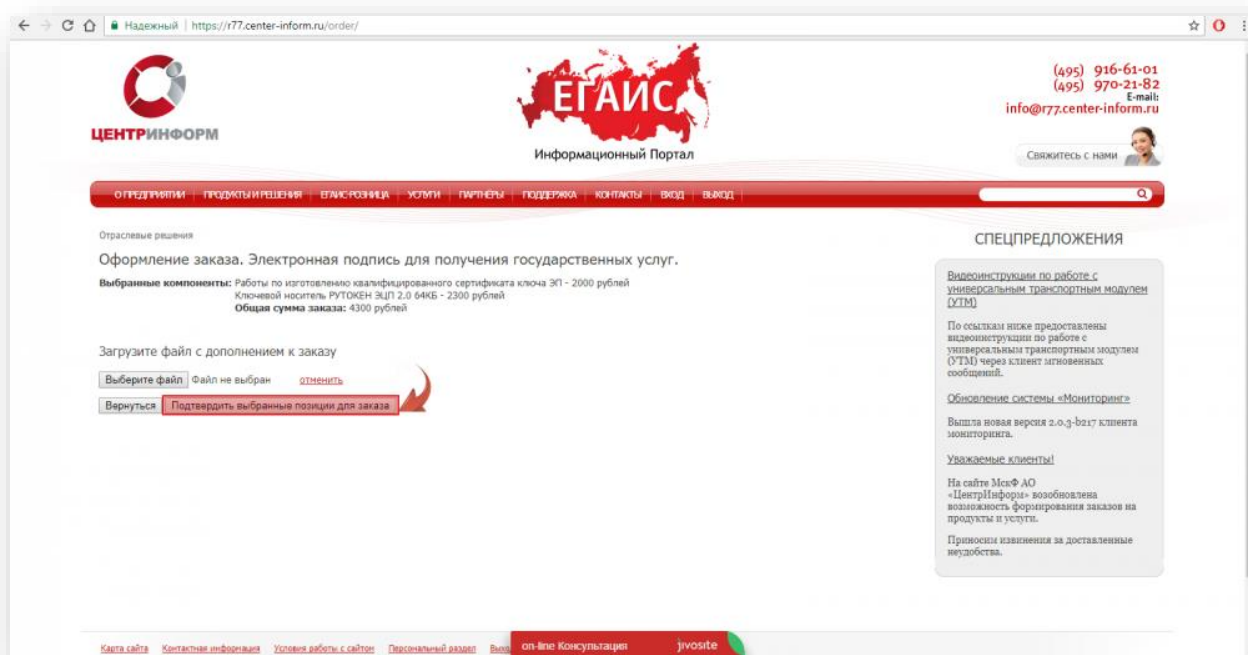 Надежный | https://r77.center-inform.ru/order/
ЦЕНТРИНФОРМ
ЕГАИС
Информационный Портал
(495) 916-61-01
(495) 970-21-82
E-mail:
info@r77.center-inform.ru
Свяжитесь с нами
О ПРЕДПРИЯТИИ ПРОДУКТЫ И РЕШЕНИЯ ЕГАИС-РОЗНИЦА УСЛУГИ ПАРТНЁРЫ ПОДДЕРЖКА КОНТАКТЫ ВХОД ВЫХОД
Отраслевые решения
Оформление заказа. Электронная подпись для получения государственных услуг.
Выбранные компоненты: Работы по изготовлению квалифицированного сертификата ключа ЭП - 2000 рублей
Ключевой носитель РУТОКЕН ЭЦП 2.0 64КБ - 2300 рублей
Общая сумма заказа: 4300 рублей
Загрузите файл с дополнением к заказу
Выберите файл Файл не выбран отменить
Вернуться Подтвердить выбранные позиции для заказа
СПЕЦПРЕДЛОЖЕНИЯ
Видеоинструкции по работе с
универсальным транспортным модулем
(УТМ)
По ссылкам ниже предоставлены
видеоинструкции по работе с
универсальным транспортным модулем
(УТМ) через клиент мгновенных
сообщений.
Обновление системы «Мониторинг»
Вышла новая версия 2.0.3-b217 клиента
мониторинга.
Уважаемые клиенты!
На сайте МскФ АО
«ЦентрИнформ» возобновлена
возможность формирования заказов на
продукты и услуги.
Приносим извинения за доставленные
неудобства.
Карта сайта Контактная информация Условия работы с сайтом Персональный раздел Выхо
on-line Консультация jivosite